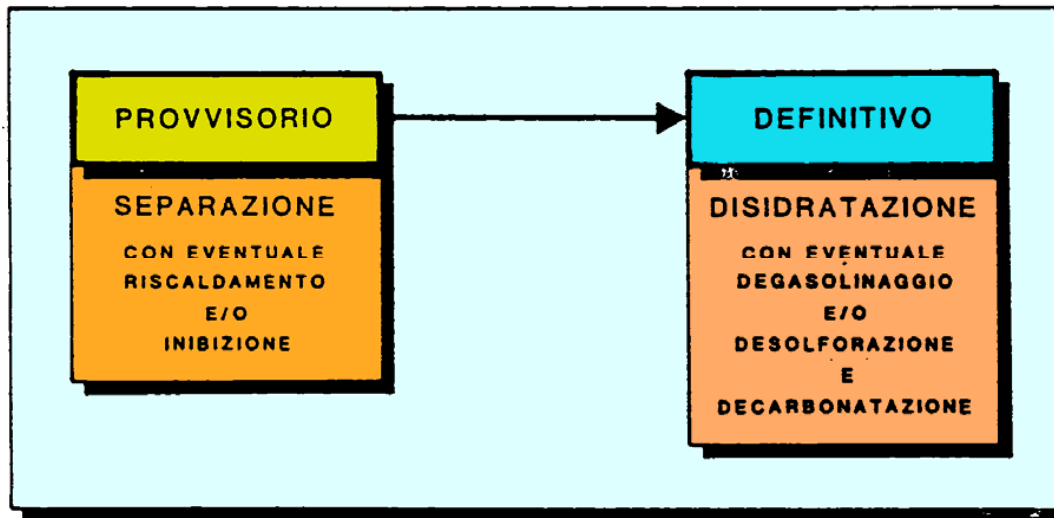 PROVVISORIO
SEPARAZIONE
CON EVENTUALE
RISCALDAMENTO
E/O
INIBIZIONE
DEFINITIVO
DISIDRATAZIONE
CON EVENTUALE
DEGASOLINAGGIO
E/O
DESOLFORAZIONE
E
DECARBONATAZIONE